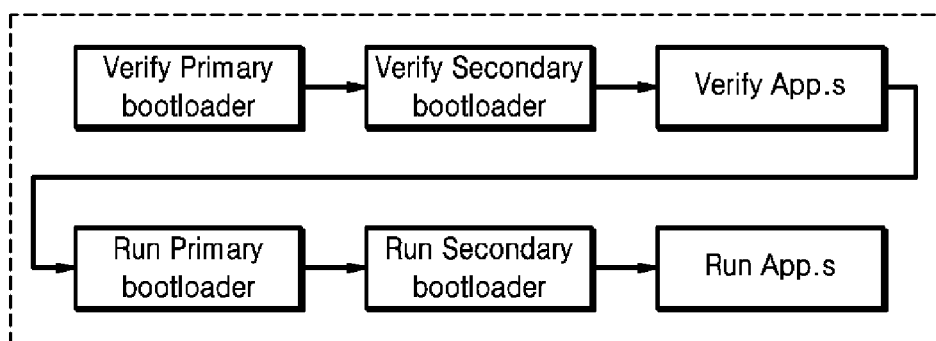 Verify Primary
bootloader
Verify Secondary
bootloader
Verify App.s
Run Primary
bootloader
Run Secondary
bootloader
Run App.s